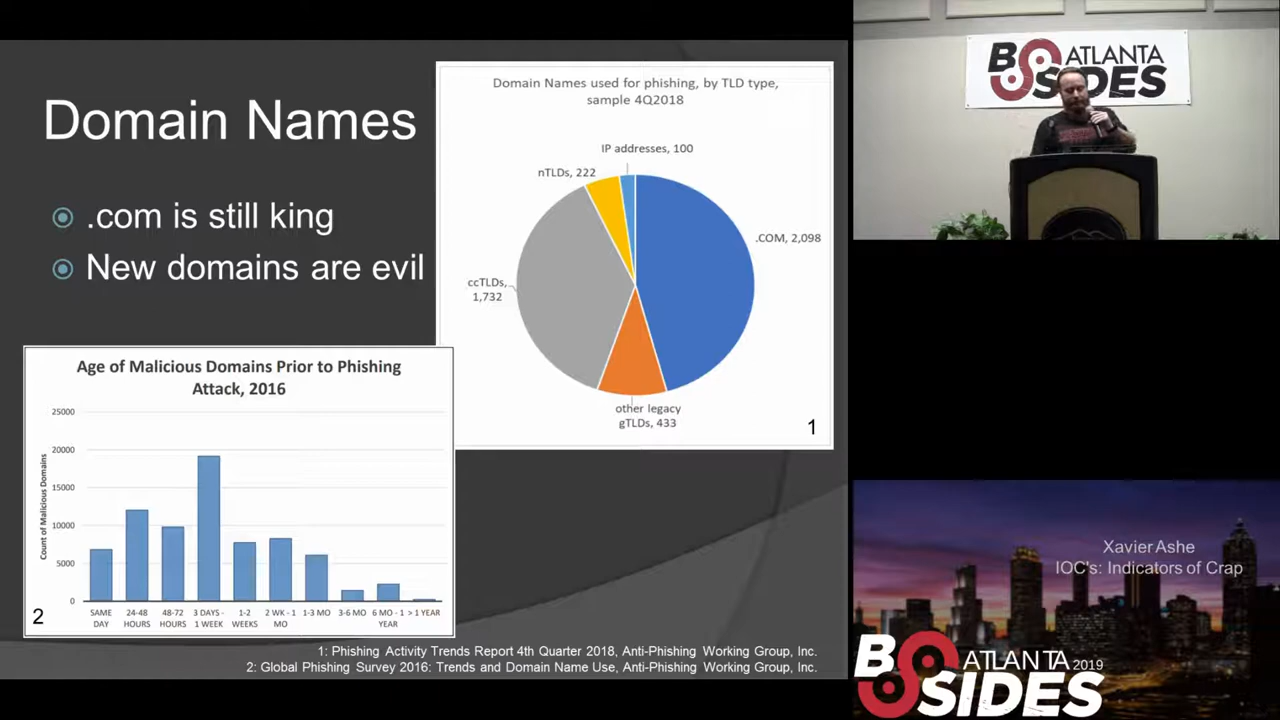 Domain Names
.com is still king
New domains are evil
Domain Names used for phishing, by TLD type,
sample 4Q2018
IP addresses, 100
nTLDs, 222
.COM, 2,098
ccTLDs,
1,732
other legacy
gTLDs, 433
1
Age of Malicious Domains Prior to Phishing
Attack, 2016
Count of Malicious Domains
25000
20000
15000
10000
5000
0
SAME
DAY
24-48
HOURS
48-72
HOURS
3 DAYS -
1 WEEK
1-2
WEEKS
2 WK - 1
MO
1-3 MO
3-6 MO
6 MO - 1
YEAR
> 1 YEAR
2
1: Phishing Activity Trends Report 4th Quarter 2018, Anti-Phishing Working Group, Inc.
2: Global Phishing Survey 2016: Trends and Domain Name Use, Anti-Phishing Working Group, Inc.
BSIDES ATLANTA
Xavier Ashe
IOC's: Indicators of Crap
BSIDES ATLANTA 2019